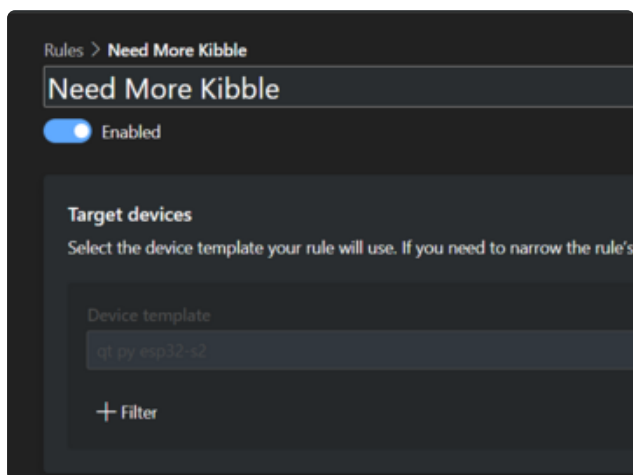 Rules > Need More Kibble
Need More Kibble
Enabled
Target devices
Select the device template your rule will use. If you need to narrow the rule's
Device template
qt py esp32-s2
+ Filter